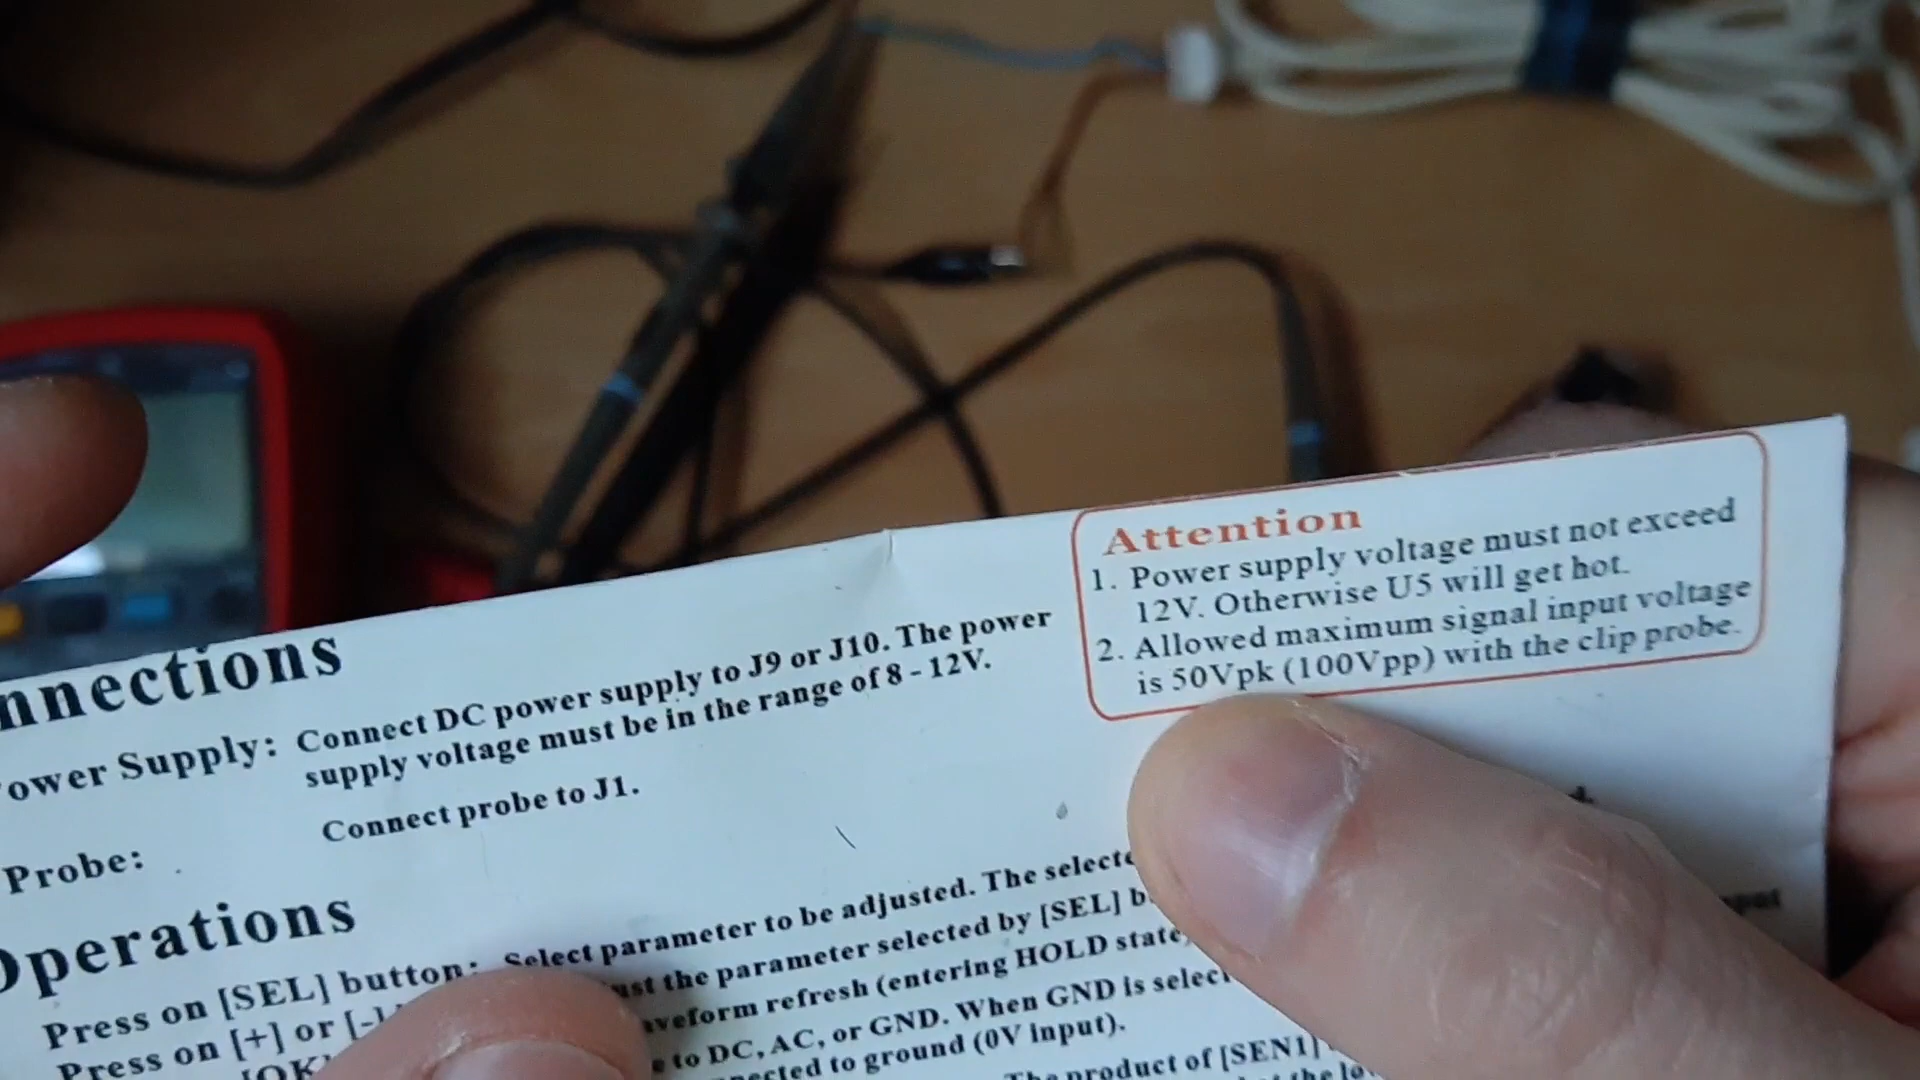 Attention
1. Power supply voltage must not exceed
12V. Otherwise U5 will get hot.
2. Allowed maximum signal input voltage
is 50Vpk (100Vpp) with the clip probe.
nnections
ower Supply: Connect DC power supply to J9 or J10. The power
supply voltage must be in the range of 8 - 12V.
Probe: Connect probe to J1.
Operations
Press on [SEL] button: Select parameter to be adjusted. The selecte
Press on [+] or [-] ust the parameter selected by [SEL] b
[OK] aveform refresh (entering HOLD state
e to DC, AC, or GND. When GND is select
nected to ground (0V input).
The product of [SEN1]